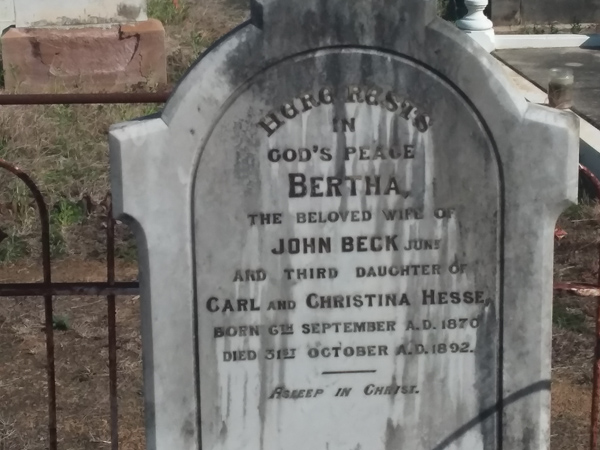 HERE RESTS
IN
GOD'S PEACE
BERTHA,
THE BELOVED WIFE OF
JOHN BECK JUNR
AND THIRD DAUGHTER OF
CARL AND CHRISTINA HESSE,
BORN 6TH SEPTEMBER A.D. 1870
DIED 31ST OCTOBER A.D. 1892.
ASLEEP IN CHRIST.